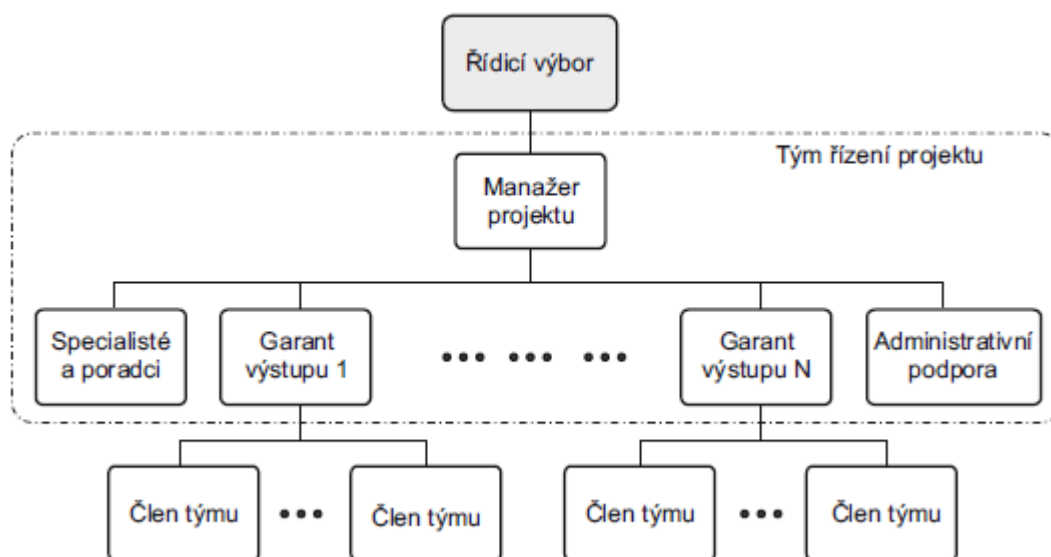 Řídicí výbor
Tým řízení projektu
Manažer
projektu
Specialisté
a poradci
Garant
výstupu 1
Garant
výstupu N
Administrativní
podpora
Člen týmu
Člen týmu
Člen týmu
Člen týmu